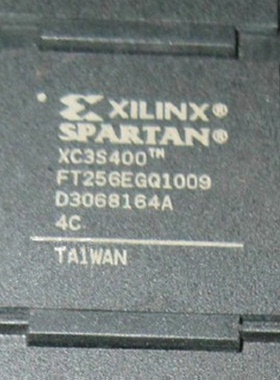 XILINX®
SPARTAN®
XC3S400™
FT256EGQ1009
D3068164A
4C
TAIWAN